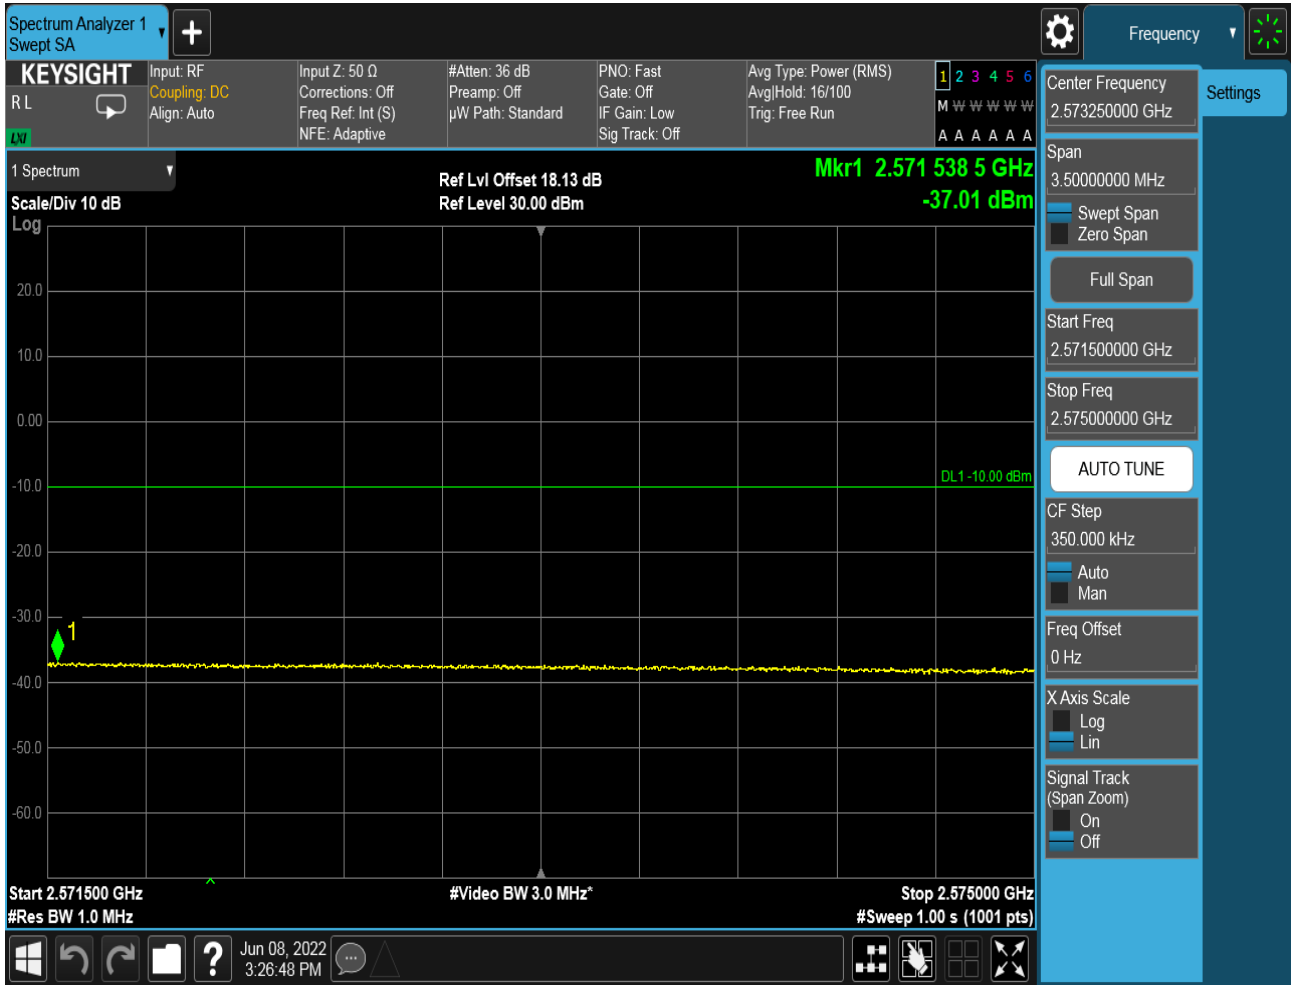 Spectrum Analyzer 1
Swept SA
Frequency
KEYSIGHT
R L
LXI
Input: RF
Coupling: DC
Align: Auto
Input Z: 50 Ω
Corrections: Off
Freq Ref: Int (S)
NFE: Adaptive
#Atten: 36 dB
Preamp: Off
µW Path: Standard
PNO: Fast
Gate: Off
IF Gain: Low
Sig Track: Off
Avg Type: Power (RMS)
Avg|Hold: 16/100
Trig: Free Run
1 2 3 4 5 6
M W W W W W
A A A A A A
1 Spectrum
Scale/Div 10 dB
Log
Ref Lvl Offset 18.13 dB
Ref Level 30.00 dBm
Mkr1 2.571 538 5 GHz
-37.01 dBm
20.0
10.0
0.00
-10.0
-20.0
-30.0
-40.0
-50.0
-60.0
DL1 -10.00 dBm
1
Start 2.571500 GHz
#Res BW 1.0 MHz
#Video BW 3.0 MHz*
Stop 2.575000 GHz
#Sweep 1.00 s (1001 pts)
Jun 08, 2022
3:26:48 PM
Center Frequency
2.573250000 GHz
Span
3.50000000 MHz
Swept Span
Zero Span
Full Span
Start Freq
2.571500000 GHz
Stop Freq
2.575000000 GHz
AUTO TUNE
CF Step
350.000 kHz
Auto
Man
Freq Offset
0 Hz
X Axis Scale
Log
Lin
Signal Track
(Span Zoom)
On
Off
Settings